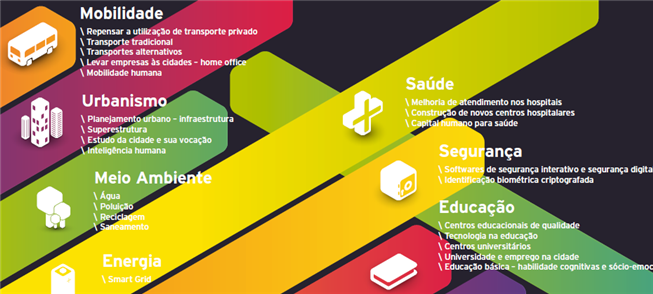 Mobilidade
\ Repensar a utilização de transporte privado
\ Transporte tradicional
\ Transportes alternativos
\ Levar empresas às cidades – home office
\ Mobilidade humana
Urbanismo
\ Planejamento urbano – infraestrutura
\ Superestrutura
\ Estudo da cidade e sua vocação
\ Inteligência humana
Meio Ambiente
\ Água
\ Poluição
\ Reciclagem
\ Saneamento
Energia
\ Smart Grid
Saúde
\ Melhoria de atendimento nos hospitais
\ Construção de novos centros hospitalares
\ Capital humano para saúde
Segurança
\ Softwares de segurança interativo e segurança digita
\ Identificação biométrica criptografada
Educação
\ Centros educacionais de qualidade
\ Tecnologia na educação
\ Centros universitários
\ Universidade e emprego na cidade
\ Educação básica – habilidade cognitivas e sócio-emoc